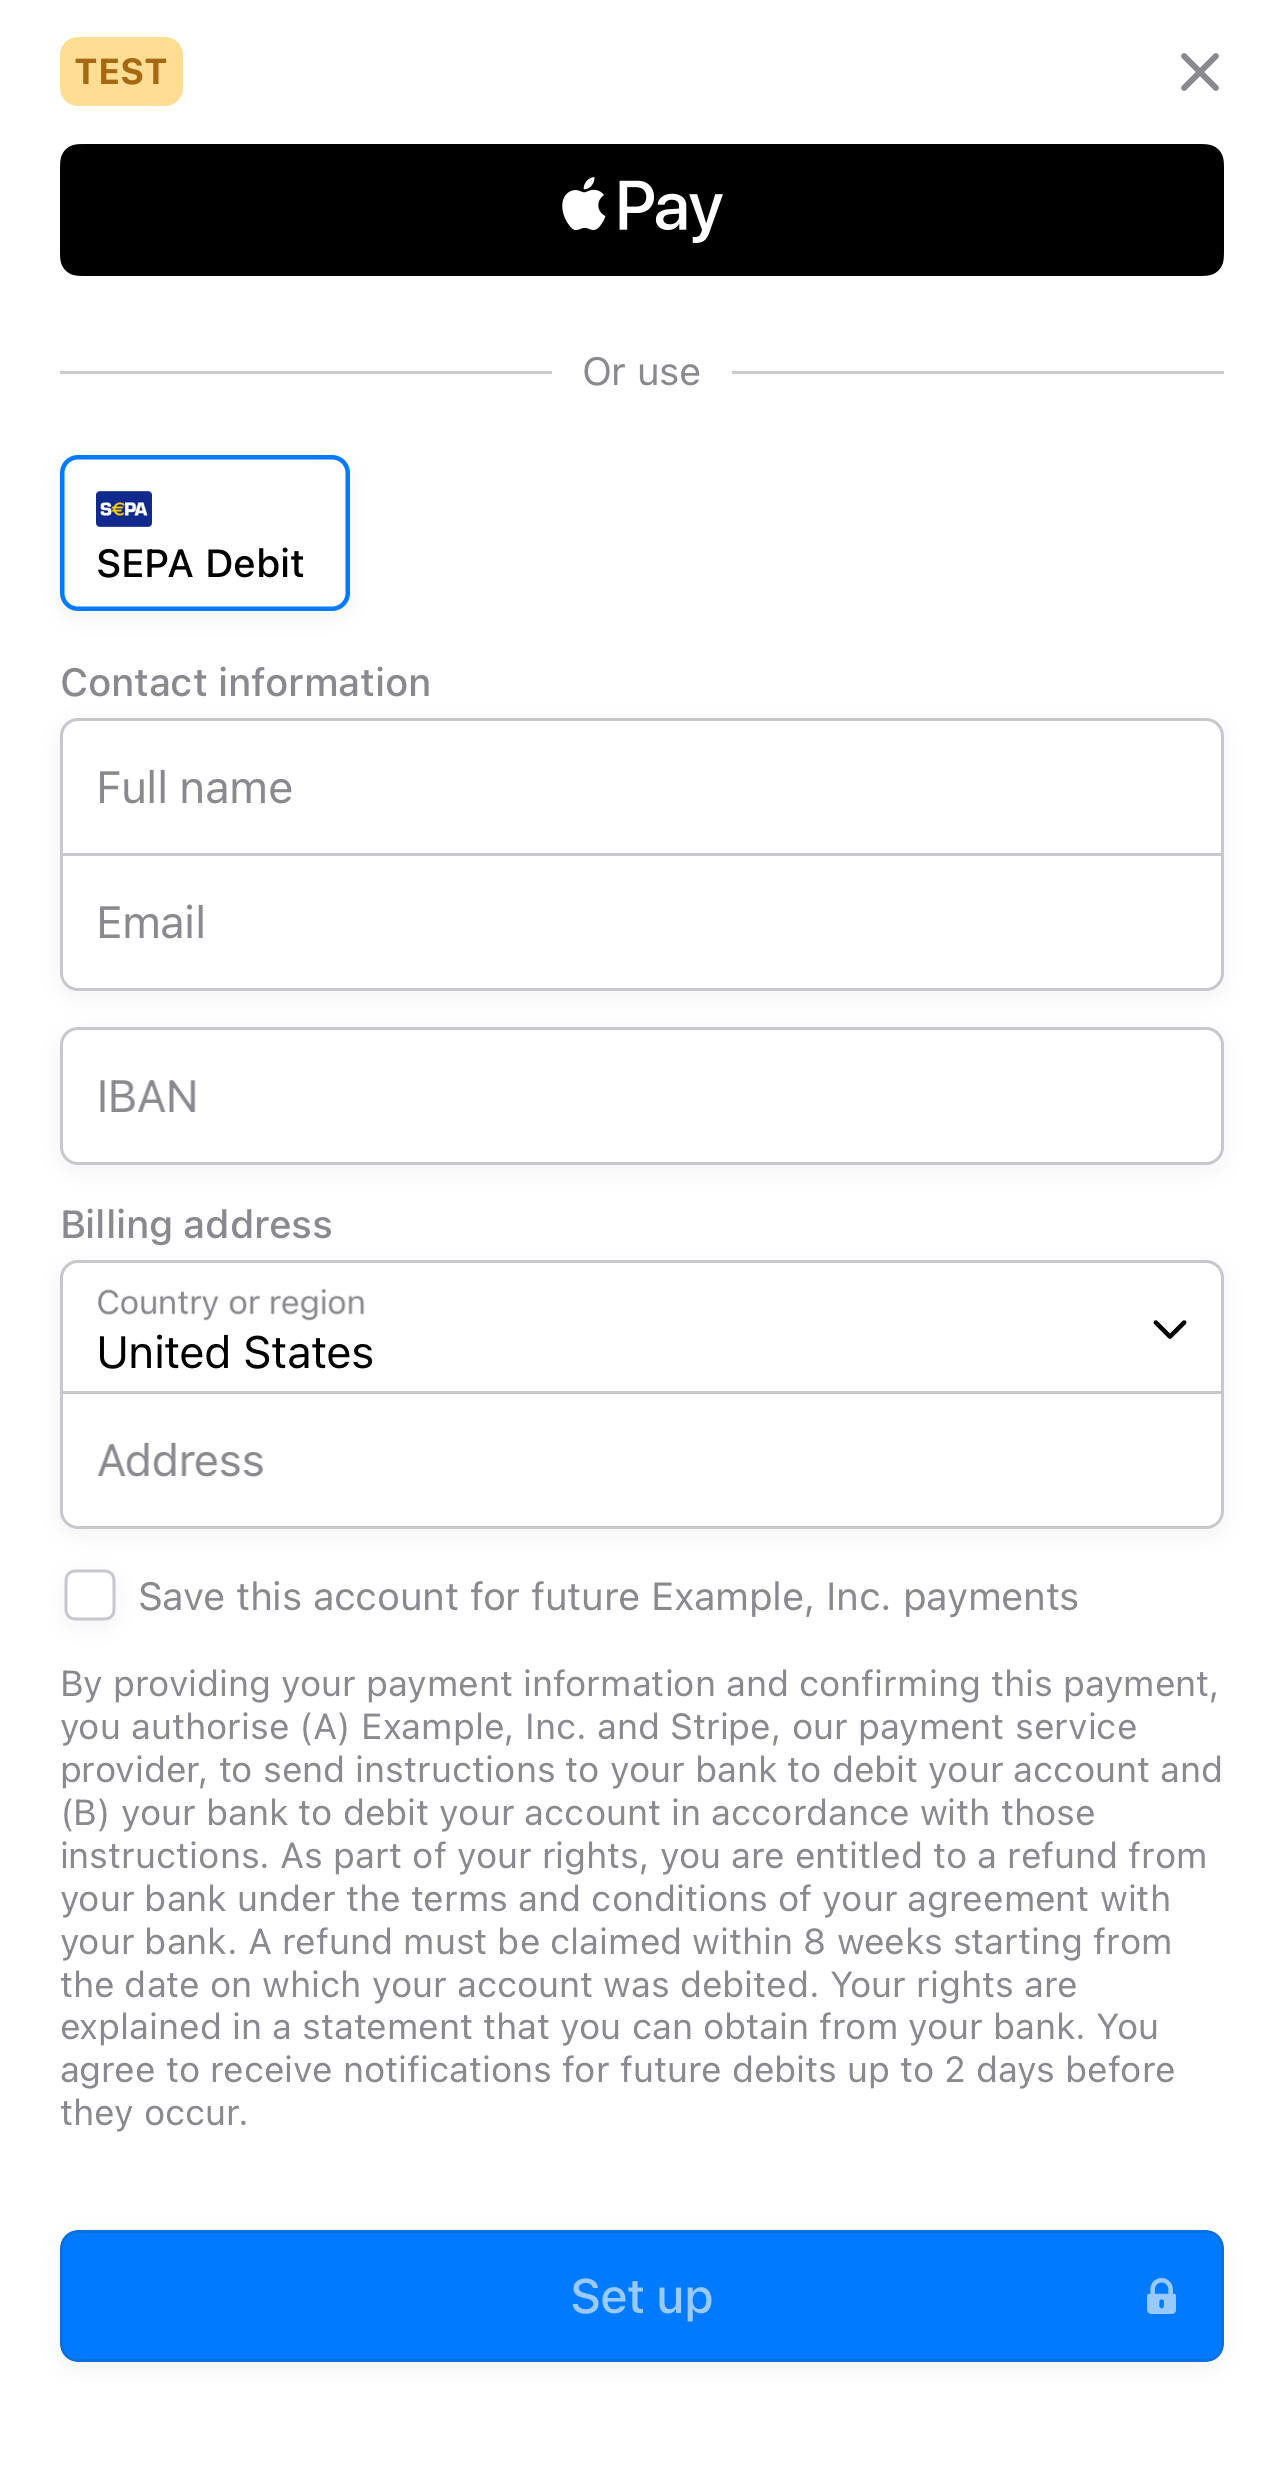 TEST
Pay
Or use
S€PA
SEPA Debit
Contact information
Full name
Email
IBAN
Billing address
Country or region
United States
Address
Save this account for future Example, Inc. payments
By providing your payment information and confirming this payment,
you authorise (A) Example, Inc. and Stripe, our payment service
provider, to send instructions to your bank to debit your account and
(B) your bank to debit your account in accordance with those
instructions. As part of your rights, you are entitled to a refund from
your bank under the terms and conditions of your agreement with
your bank. A refund must be claimed within 8 weeks starting from
the date on which your account was debited. Your rights are
explained in a statement that you can obtain from your bank. You
agree to receive notifications for future debits up to 2 days before
they occur.
Set up